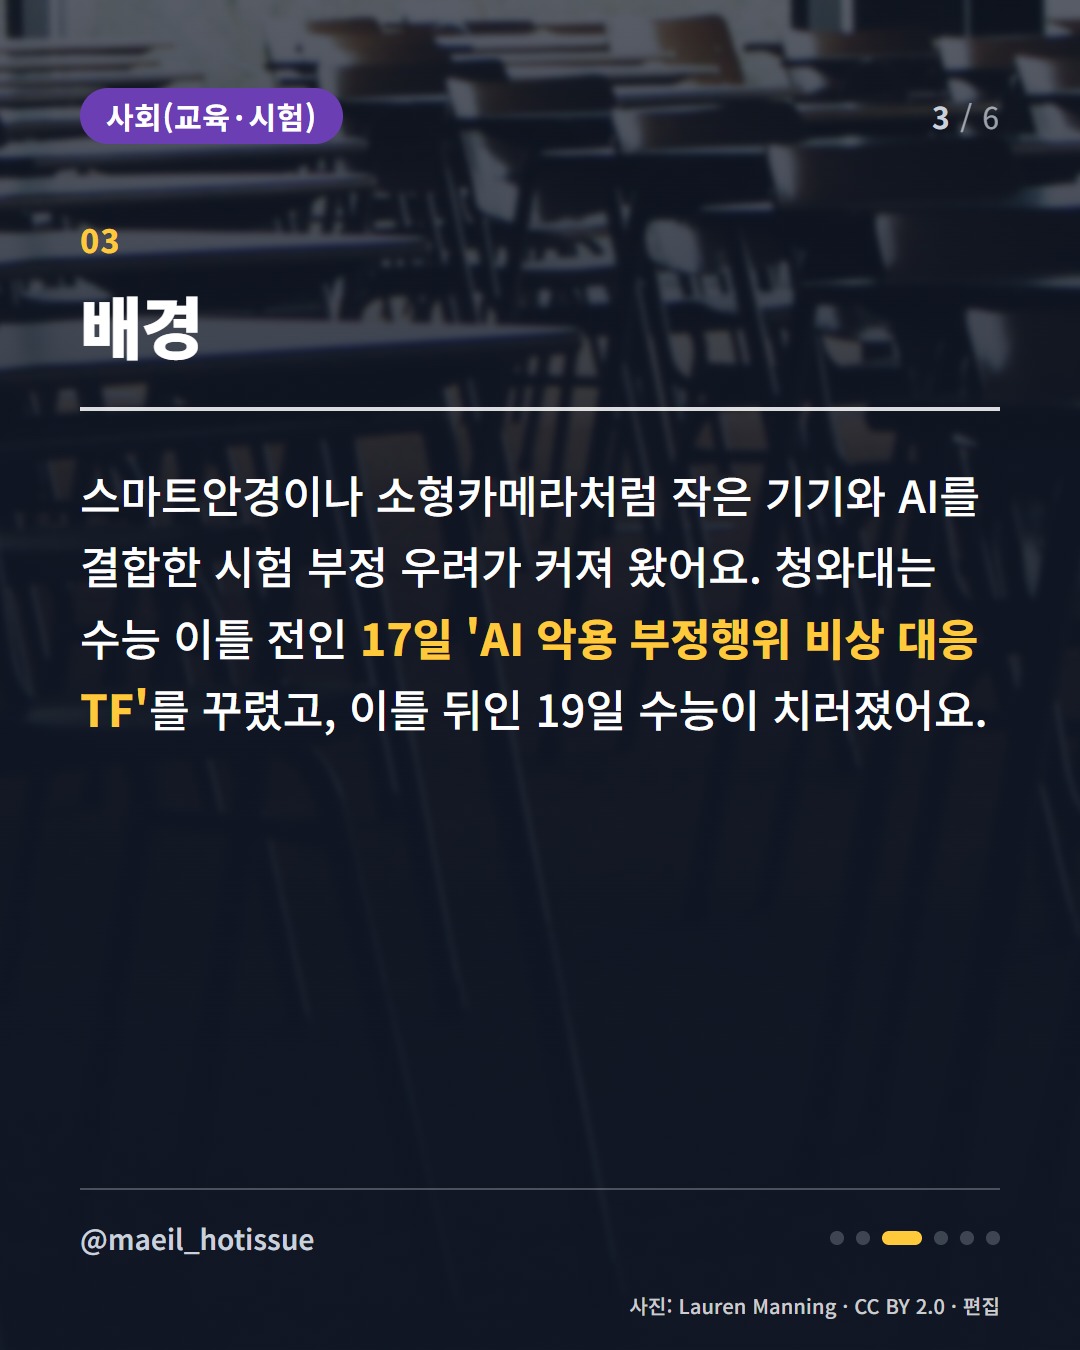 사회(교육·시험)
3 / 6
03
배경
스마트안경이나 소형카메라처럼 작은 기기와 AI를
결합한 시험 부정 우려가 커져 왔어요. 청와대는
수능 이틀 전인 17일 'AI 악용 부정행위 비상 대응
TF'를 꾸렸고, 이틀 뒤인 19일 수능이 치러졌어요.
@maeil_hotissue
사진: Lauren Manning · CC BY 2.0 · 편집